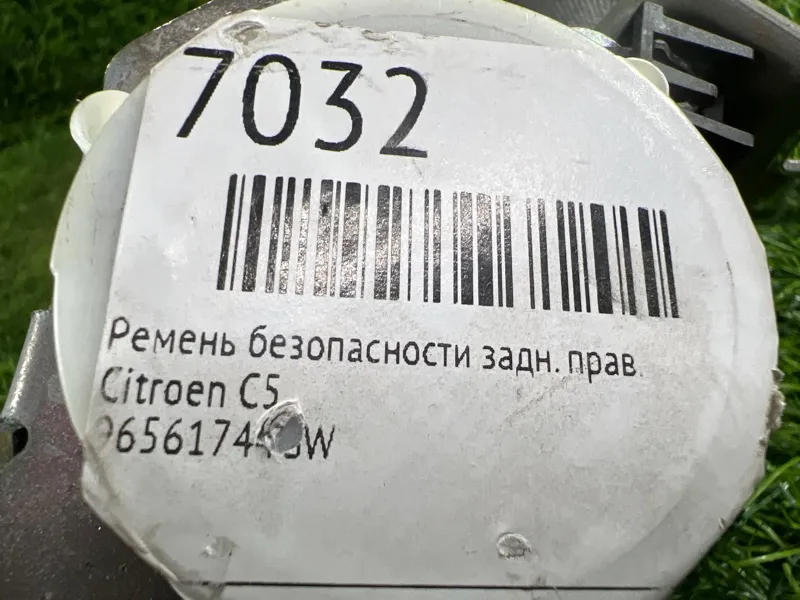 7032
Ремень безопасности задн. прав.
Citroen C5